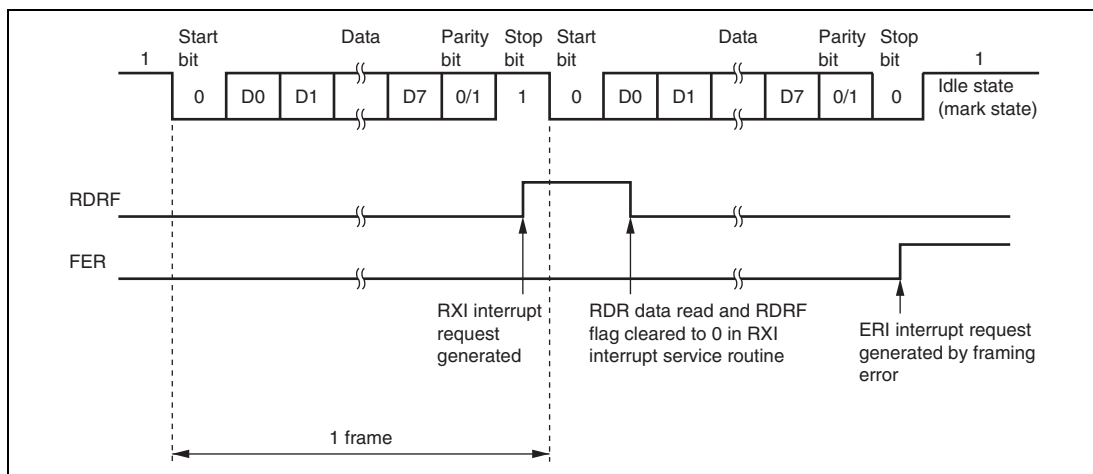 1
Start
bit
Data
Parity
bit
Stop
bit
Start
bit
Data
Parity
bit
Stop
bit
1
0 D0 D1 D7 0/1 1 0 D0 D1 D7 0/1 0
Idle state
(mark state)
RDRF
FER
RXI interrupt
request
generated
RDR data read and RDRF
flag cleared to 0 in RXI
interrupt service routine
ERI interrupt request
generated by framing
error
1 frame